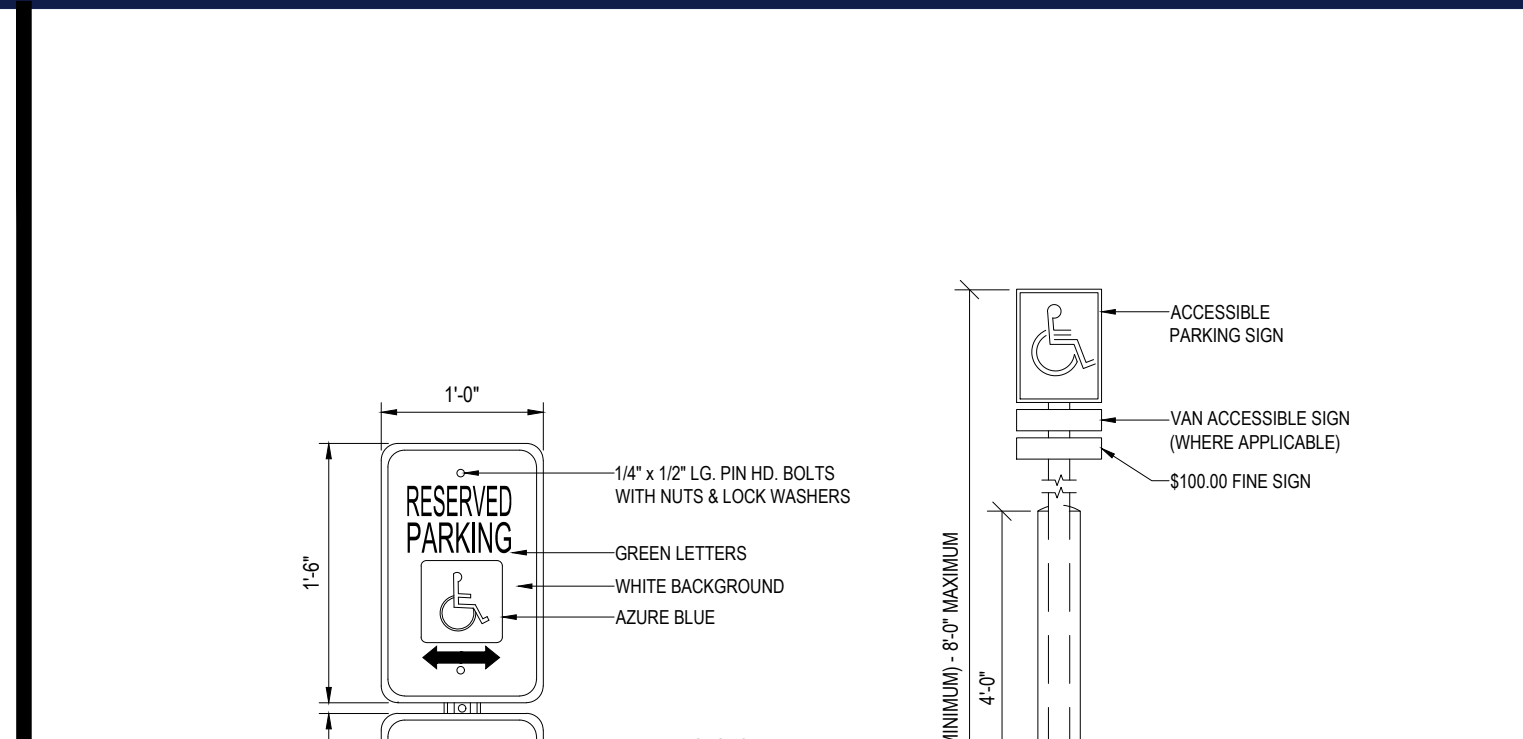 ACCESSIBLE
PARKING SIGN
1'-0"
VAN ACCESSIBLE SIGN
(WHERE APPLICABLE)
1/4" x 1/2" LG. PIN HD. BOLTS
WITH NUTS & LOCK WASHERS
$100.00 FINE SIGN
RESERVED
PARKING
GREEN LETTERS
WHITE BACKGROUND
AZURE BLUE
1'-6"
MINIMUM) - 8'-0" MAXIMUM
4'-0"